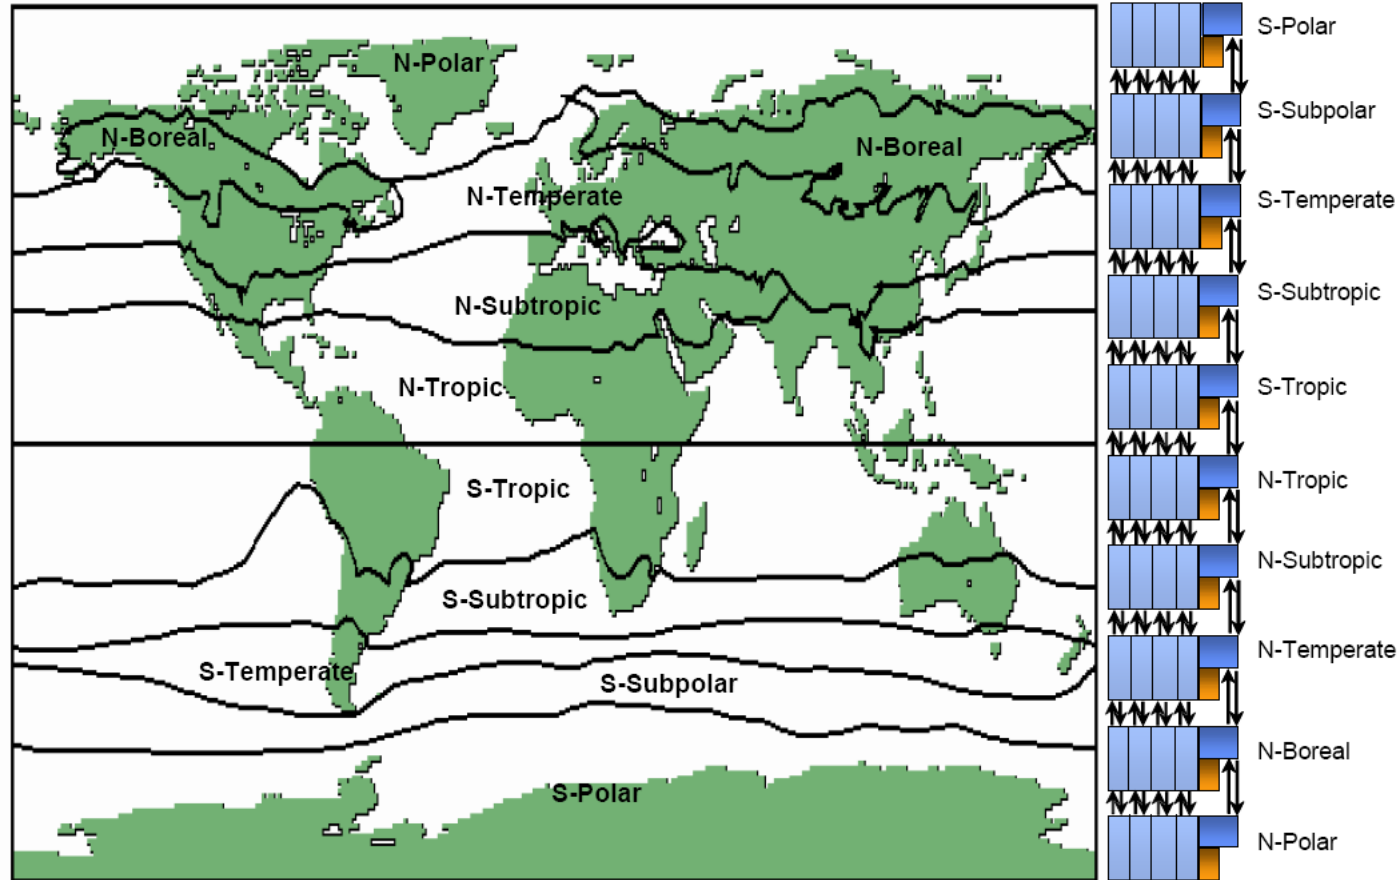 N-Polar
N-Boreal
N-Boreal
N-Temperate
N-Subtropic
N-Tropic
S-Tropic
S-Subtropic
S-Temperate
S-Subpolar
S-Polar
S-Polar
S-Subpolar
S-Temperate
S-Subtropic
S-Tropic
N-Tropic
N-Subtropic
N-Temperate
N-Boreal
N-Polar